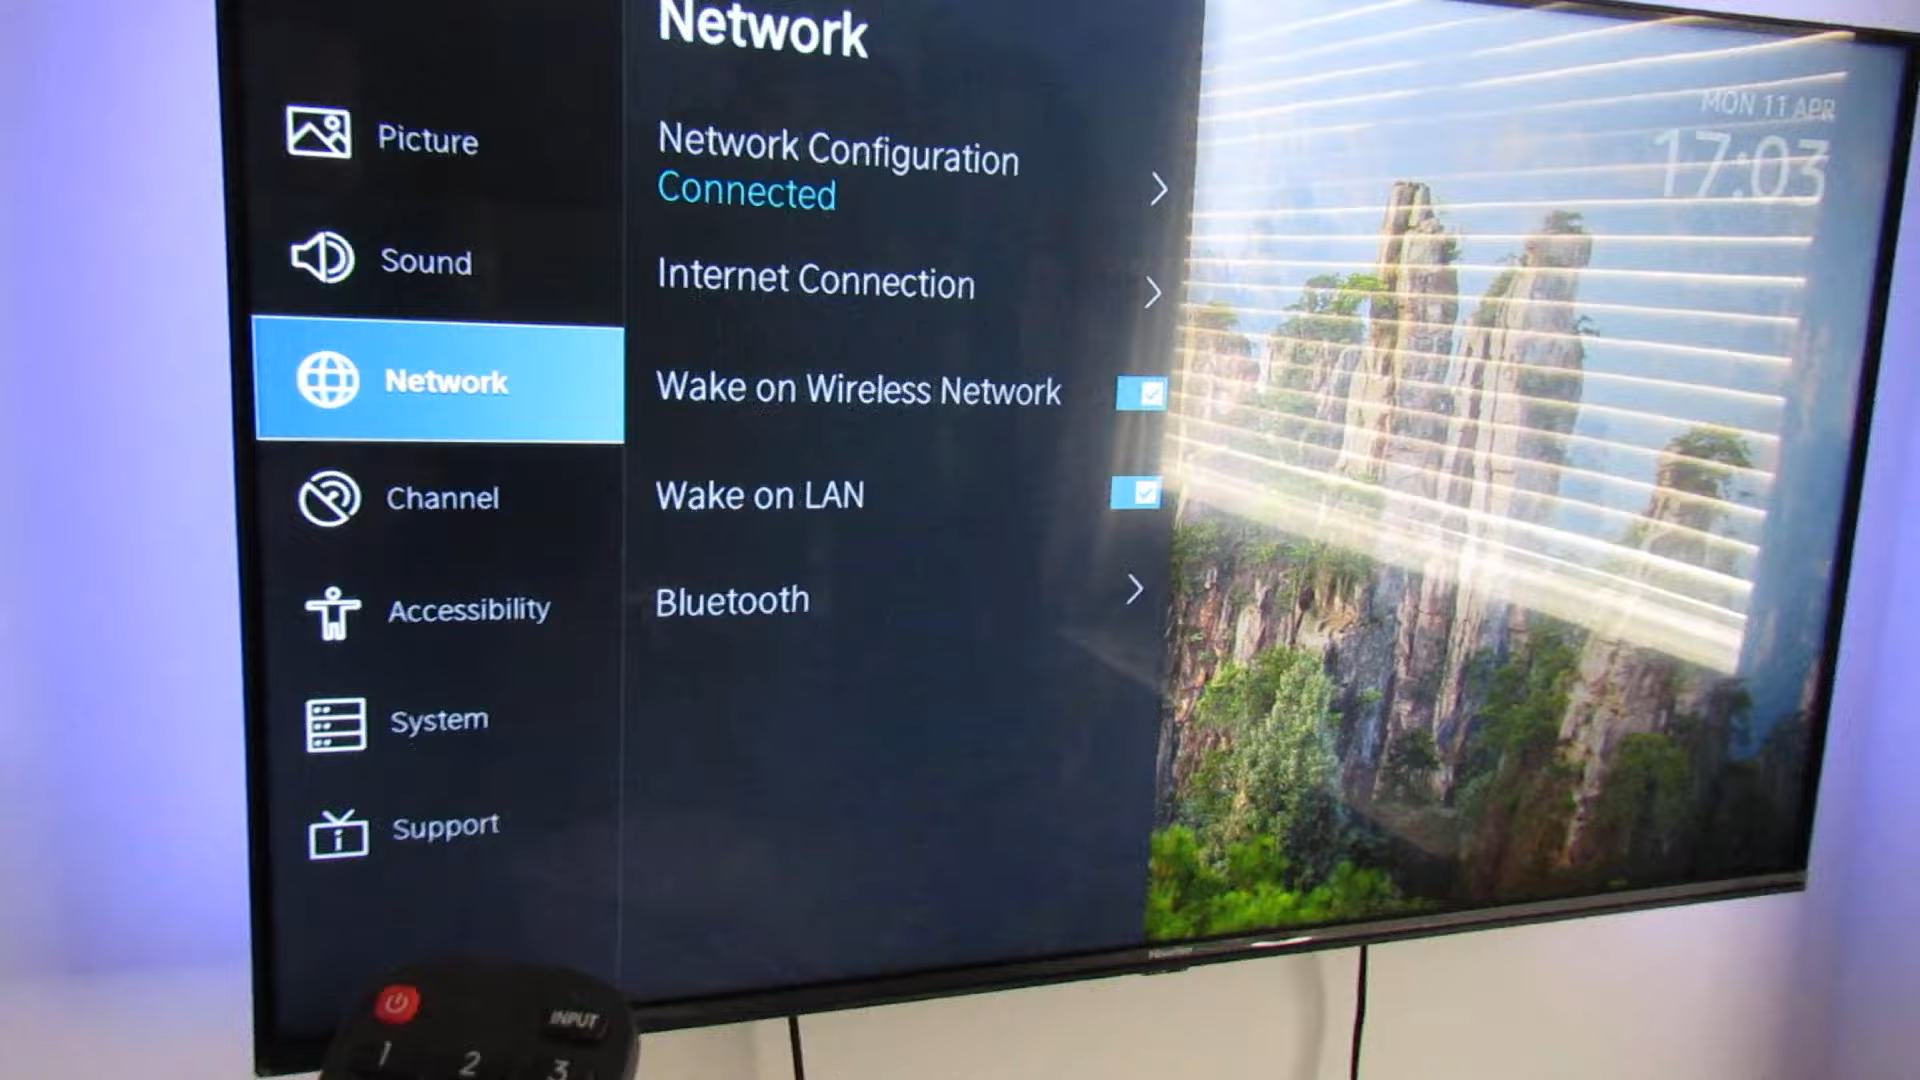 Network
Picture
Sound
Network
Channel
Accessibility
System
Support
Network Configuration
Connected
Internet Connection
Wake on Wireless Network
Wake on LAN
Bluetooth
MON 11 APR
17:03
INPUT
1 2 3